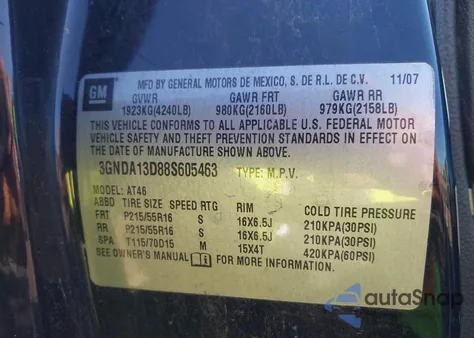 GM
MFD BY GENERAL MOTORS DE MEXICO, S. DE R.L. DE C.V. 11/07
GVWR GAWR FRT GAWR RR
1923KG(4240LB) 980KG(2160LB) 979KG(2158LB)
THIS VEHICLE CONFORMS TO ALL APPLICABLE U.S. FEDERAL MOTOR
VEHICLE SAFETY AND THEFT PREVENTION STANDARDS IN EFFECT ON THE DATE
OF MANUFACTURE SHOWN ABOVE.
3GNDA13D88S605463 TYPE: M.P.V.
MODEL: AT46
ABBD TIRE SIZE SPEED RTG RIM COLD TIRE PRESSURE
FRT P215/55R16 S 16X6.5J 210KPA(30PSI)
RR P215/55R16 S 16X6.5J 210KPA(30PSI)
SPA T115/70D15 M 15X4T 420KPA(60PSI)
SEE OWNER'S MANUAL FOR MORE INFORMATION
autoSnap